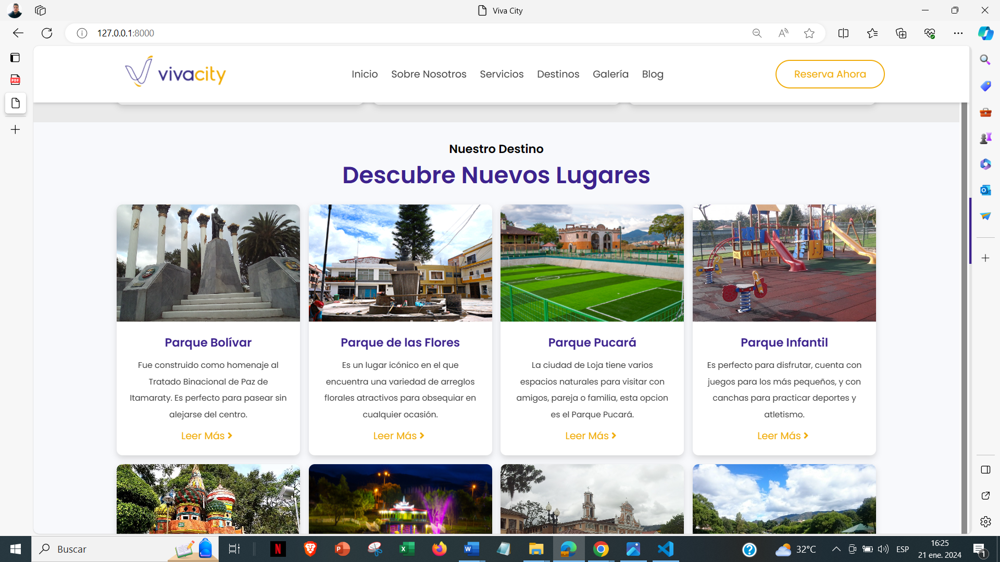 Viva City
127.0.0.1:8000
PDF
vivacity
Inicio
Sobre Nosotros
Servicios
Destinos
Galería
Blog
Reserva Ahora
Nuestro Destino
Descubre Nuevos Lugares
Parque Bolívar
Fue construido como homenaje al
Tratado Binacional de Paz de
Itamaraty. Es perfecto para pasear sin
alejarse del centro.
Leer Más
Parque de las Flores
Es un lugar icónico en el que
encuentra una variedad de arreglos
florales atractivos para obsequiar en
cualquier ocasión.
Leer Más
Parque Pucará
La ciudad de Loja tiene varios
espacios naturales para visitar con
amigos, pareja o familia, esta opcion
es el Parque Pucará.
Leer Más
Parque Infantil
Es perfecto para disfrutar, cuenta con
juegos para los más pequeños, y con
canchas para practicar deportes y
atletismo.
Leer Más
Buscar
32°C
ESP
16:25
21 ene. 2024
1